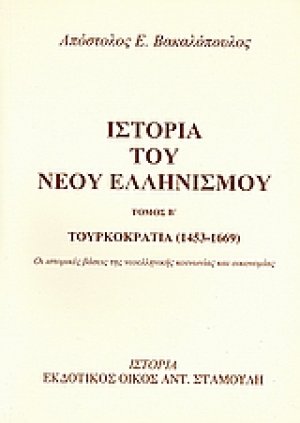 Απόστολος Ε. Βακαλόπουλος
ΙΣΤΟΡΙΑ
ΤΟΥ
ΝΕΟΥ ΕΛΛΗΝΙΣΜΟΥ
ΤΟΜΟΣ Β'
ΤΟΥΡΚΟΚΡΑΤΙΑ (1453-1669)
Οι ιστορικές βάσεις της νεοελληνικής κοινωνίας και οικονομίας
ΙΣΤΟΡΙΑ
ΕΚΔΟΤΙΚΟΣ ΟΙΚΟΣ ΑΝΤ. ΣΤΑΜΟΥΛΗ